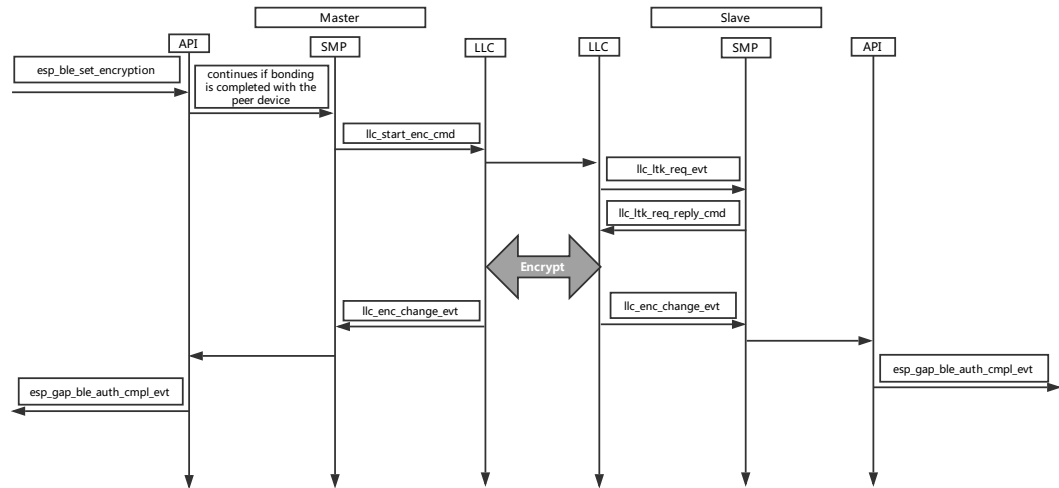 Master
Slave
API
SMP
LLC
LLC
SMP
API
esp_ble_set_encryption
continues if bonding
is completed with the
peer device
llc_start_enc_cmd
llc_ltk_req_evt
llc_ltk_req_reply_cmd
Encrypt
llc_enc_change_evt
llc_enc_change_evt
esp_gap_ble_auth_cmpl_evt
esp_gap_ble_auth_cmpl_evt